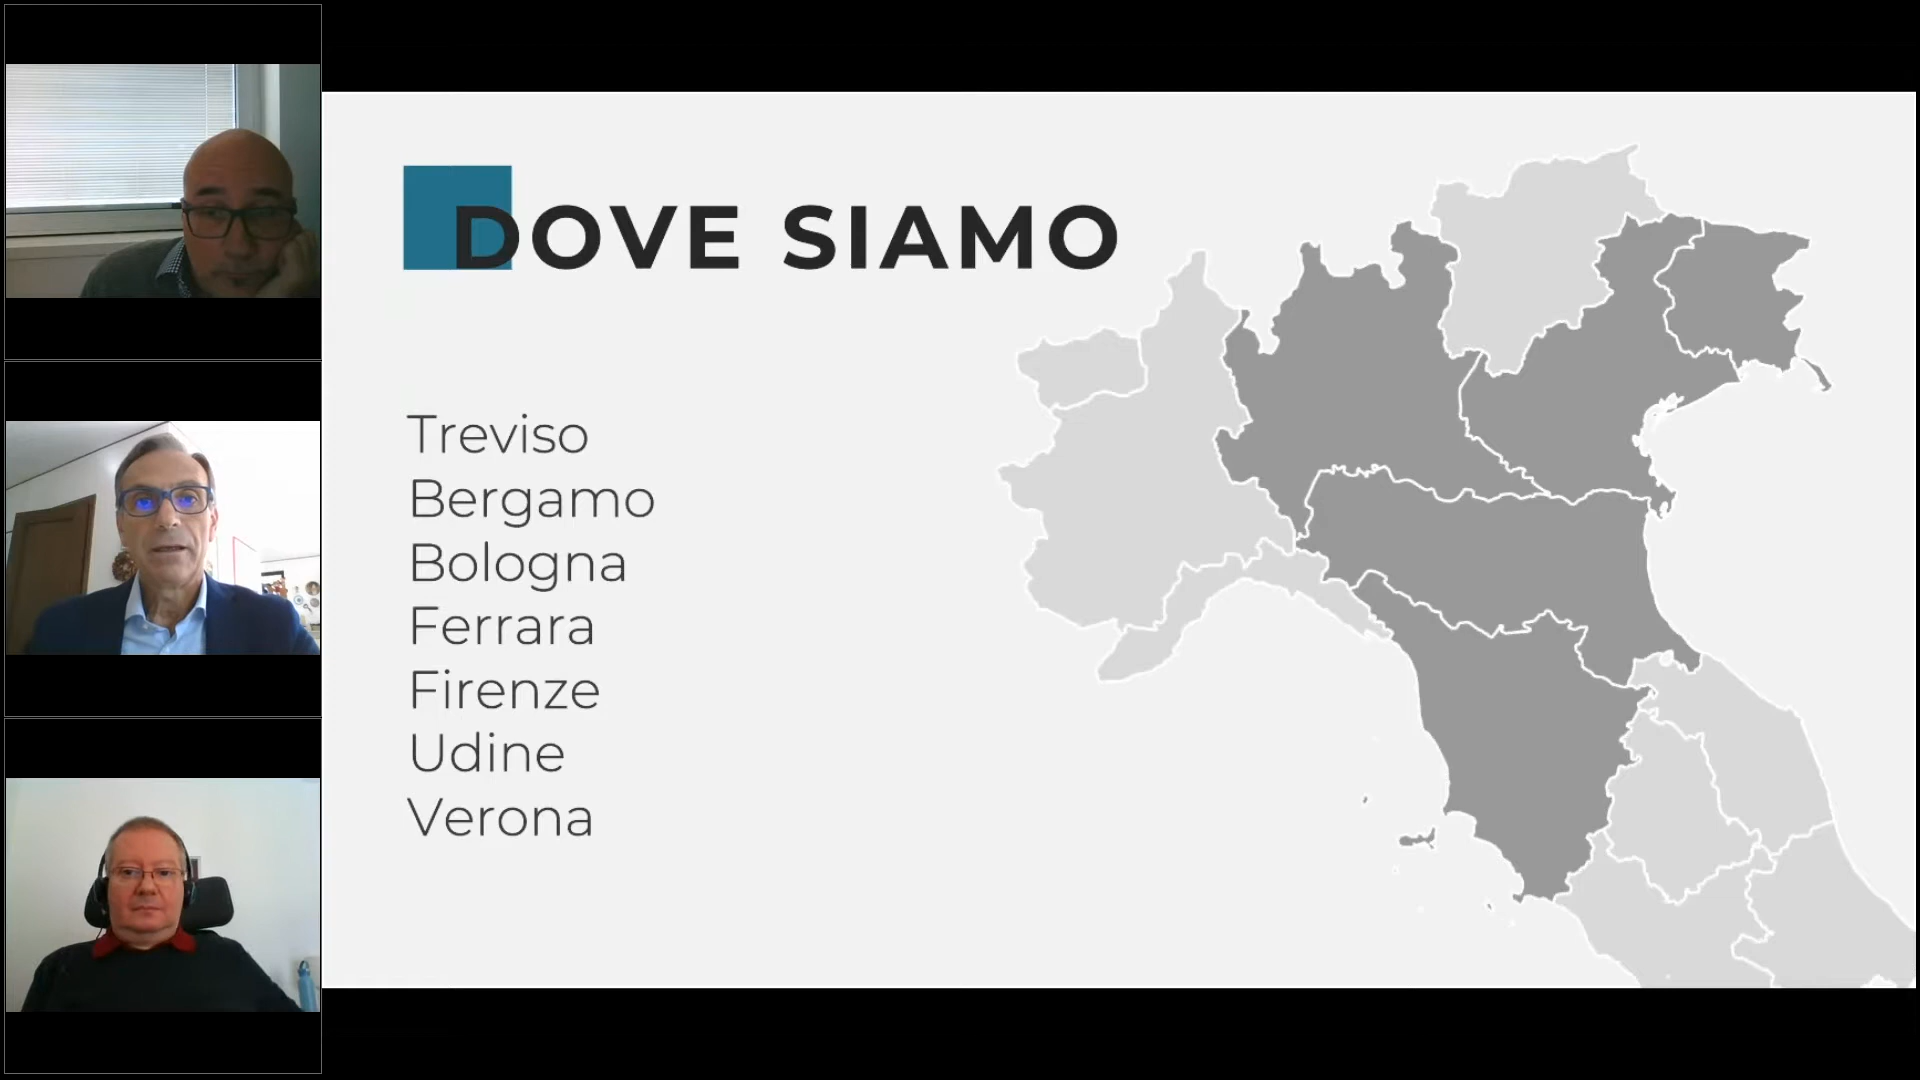 DOVE SIAMO
Treviso
Bergamo
Bologna
Ferrara
Firenze
Udine
Verona